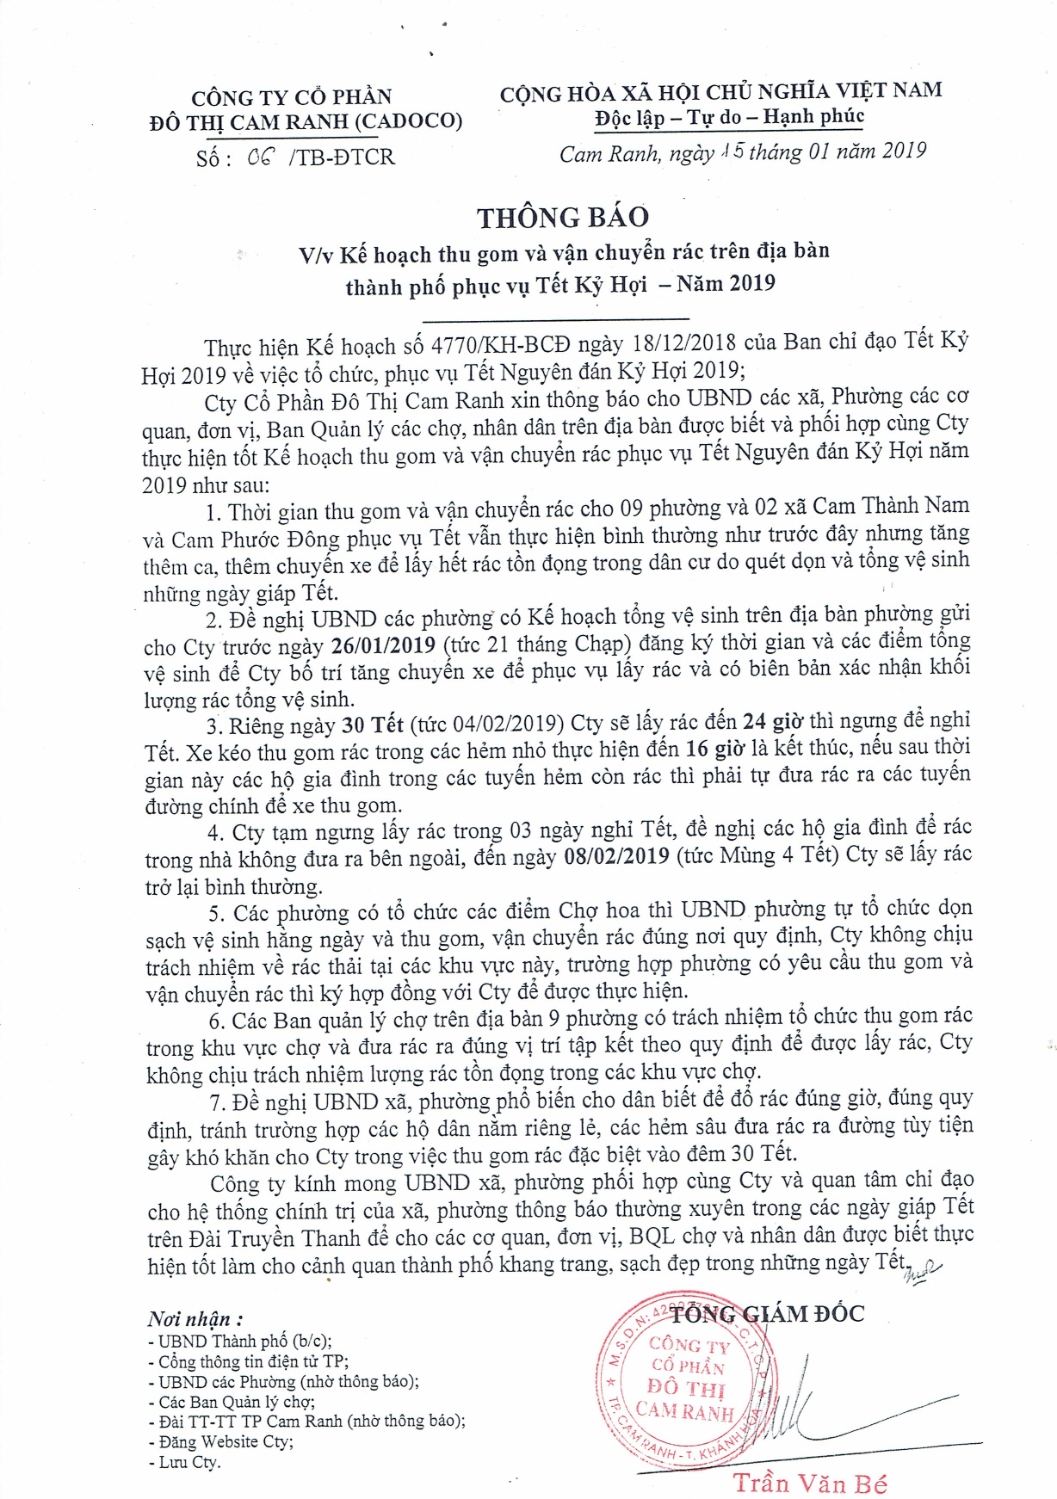 CÔNG TY CỔ PHẦN
ĐÔ THỊ CAM RANH (CADOCO)
Số : 06 /TB-ĐTCR
CỘNG HÒA XÃ HỘI CHỦ NGHĨA VIỆT NAM
Độc lập – Tự do – Hạnh phúc
Cam Ranh, ngày 15 tháng 01 năm 2019
THÔNG BÁO
V/v Kế hoạch thu gom và vận chuyển rác trên địa bàn
thành phố phục vụ Tết Kỷ Hợi – Năm 2019
Thực hiện Kế hoạch số 4770/KH-BCĐ ngày 18/12/2018 của Ban chỉ đạo Tết Kỷ
Hợi 2019 về việc tổ chức, phục vụ Tết Nguyên đán Kỷ Hợi 2019;
Cty Cổ Phần Đô Thị Cam Ranh xin thông báo cho UBND các xã, Phường các cơ
quan, đơn vị, Ban Quản lý các chợ, nhân dân trên địa bàn được biết và phối hợp cùng Cty
thực hiện tốt Kế hoạch thu gom và vận chuyển rác phục vụ Tết Nguyên đán Kỷ Hợi năm
2019 như sau:
1. Thời gian thu gom và vận chuyển rác cho 09 phường và 02 xã Cam Thành Nam
và Cam Phước Đông phục vụ Tết vẫn thực hiện bình thường như trước đây nhưng tăng
thêm ca, thêm chuyến xe để lấy hết rác tồn đọng trong dân cư do quét dọn và tổng vệ sinh
những ngày giáp Tết.
2. Đề nghị UBND các phường có Kế hoạch tổng vệ sinh trên địa bàn phường gửi
cho Cty trước ngày 26/01/2019 (tức 21 tháng Chạp) đăng ký thời gian và các điểm tổng
vệ sinh để Cty bố trí tăng chuyến xe để phục vụ lấy rác và có biên bản xác nhận khối
lượng rác tổng vệ sinh.
3. Riêng ngày 30 Tết (tức 04/02/2019) Cty sẽ lấy rác đến 24 giờ thì ngưng để nghỉ
Tết. Xe kéo thu gom rác trong các hẻm nhỏ thực hiện đến 16 giờ là kết thúc, nếu sau thời
gian này các hộ gia đình trong các tuyến hẻm còn rác thì phải tự đưa rác ra các tuyến
đường chính để xe thu gom.
4. Cty tạm ngưng lấy rác trong 03 ngày nghỉ Tết, đề nghị các hộ gia đình để rác
trong nhà không đưa ra bên ngoài, đến ngày 08/02/2019 (tức Mùng 4 Tết) Cty sẽ lấy rác
trở lại bình thường.
5. Các phường có tổ chức các điểm Chợ hoa thì UBND phường tự tổ chức dọn
sạch vệ sinh hằng ngày và thu gom, vận chuyển rác đúng nơi quy định, Cty không chịu
trách nhiệm về rác thải tại các khu vực này, trường hợp phường có yêu cầu thu gom và
vận chuyển rác thì ký hợp đồng với Cty để được thực hiện.
6. Các Ban quản lý chợ trên địa bàn 9 phường có trách nhiệm tổ chức thu gom rác
trong khu vực chợ và đưa rác ra đúng vị trí tập kết theo quy định để được lấy rác, Cty
không chịu trách nhiệm lượng rác tồn đọng trong các khu vực chợ.
7. Đề nghị UBND xã, phường phổ biến cho dân biết để đổ rác đúng giờ, đúng quy
định, tránh trường hợp các hộ dân nằm riêng lẻ, các hẻm sâu đưa rác ra đường tùy tiện
gây khó khăn cho Cty trong việc thu gom rác đặc biệt vào đêm 30 Tết.
Công ty kính mong UBND xã, phường phối hợp cùng Cty và quan tâm chỉ đạo
cho hệ thống chính trị của xã, phường thông báo thường xuyên trong các ngày giáp Tết
trên Đài Truyền Thanh để cho các cơ quan, đơn vị, BQL chợ và nhân dân được biết thực
hiện tốt làm cho cảnh quan thành phố khang trang, sạch đẹp trong những ngày Tết.
Nơi nhận :
- UBND Thành phố (b/c);
- Cổng thông tin điện tử TP;
- UBND các Phường (nhờ thông báo);
- Các Ban Quản lý chợ;
- Đài TT-TT TP Cam Ranh (nhờ thông báo);
- Đăng Website Cty;
- Lưu Cty.
TỔNG GIÁM ĐỐC
M.S.D.N: C.T.C.P
CÔNG TY
CỔ PHẦN
ĐÔ THỊ
CAM RANH
TP. CAM RANH - T. KHÁNH HÒA
Trần Văn Bé